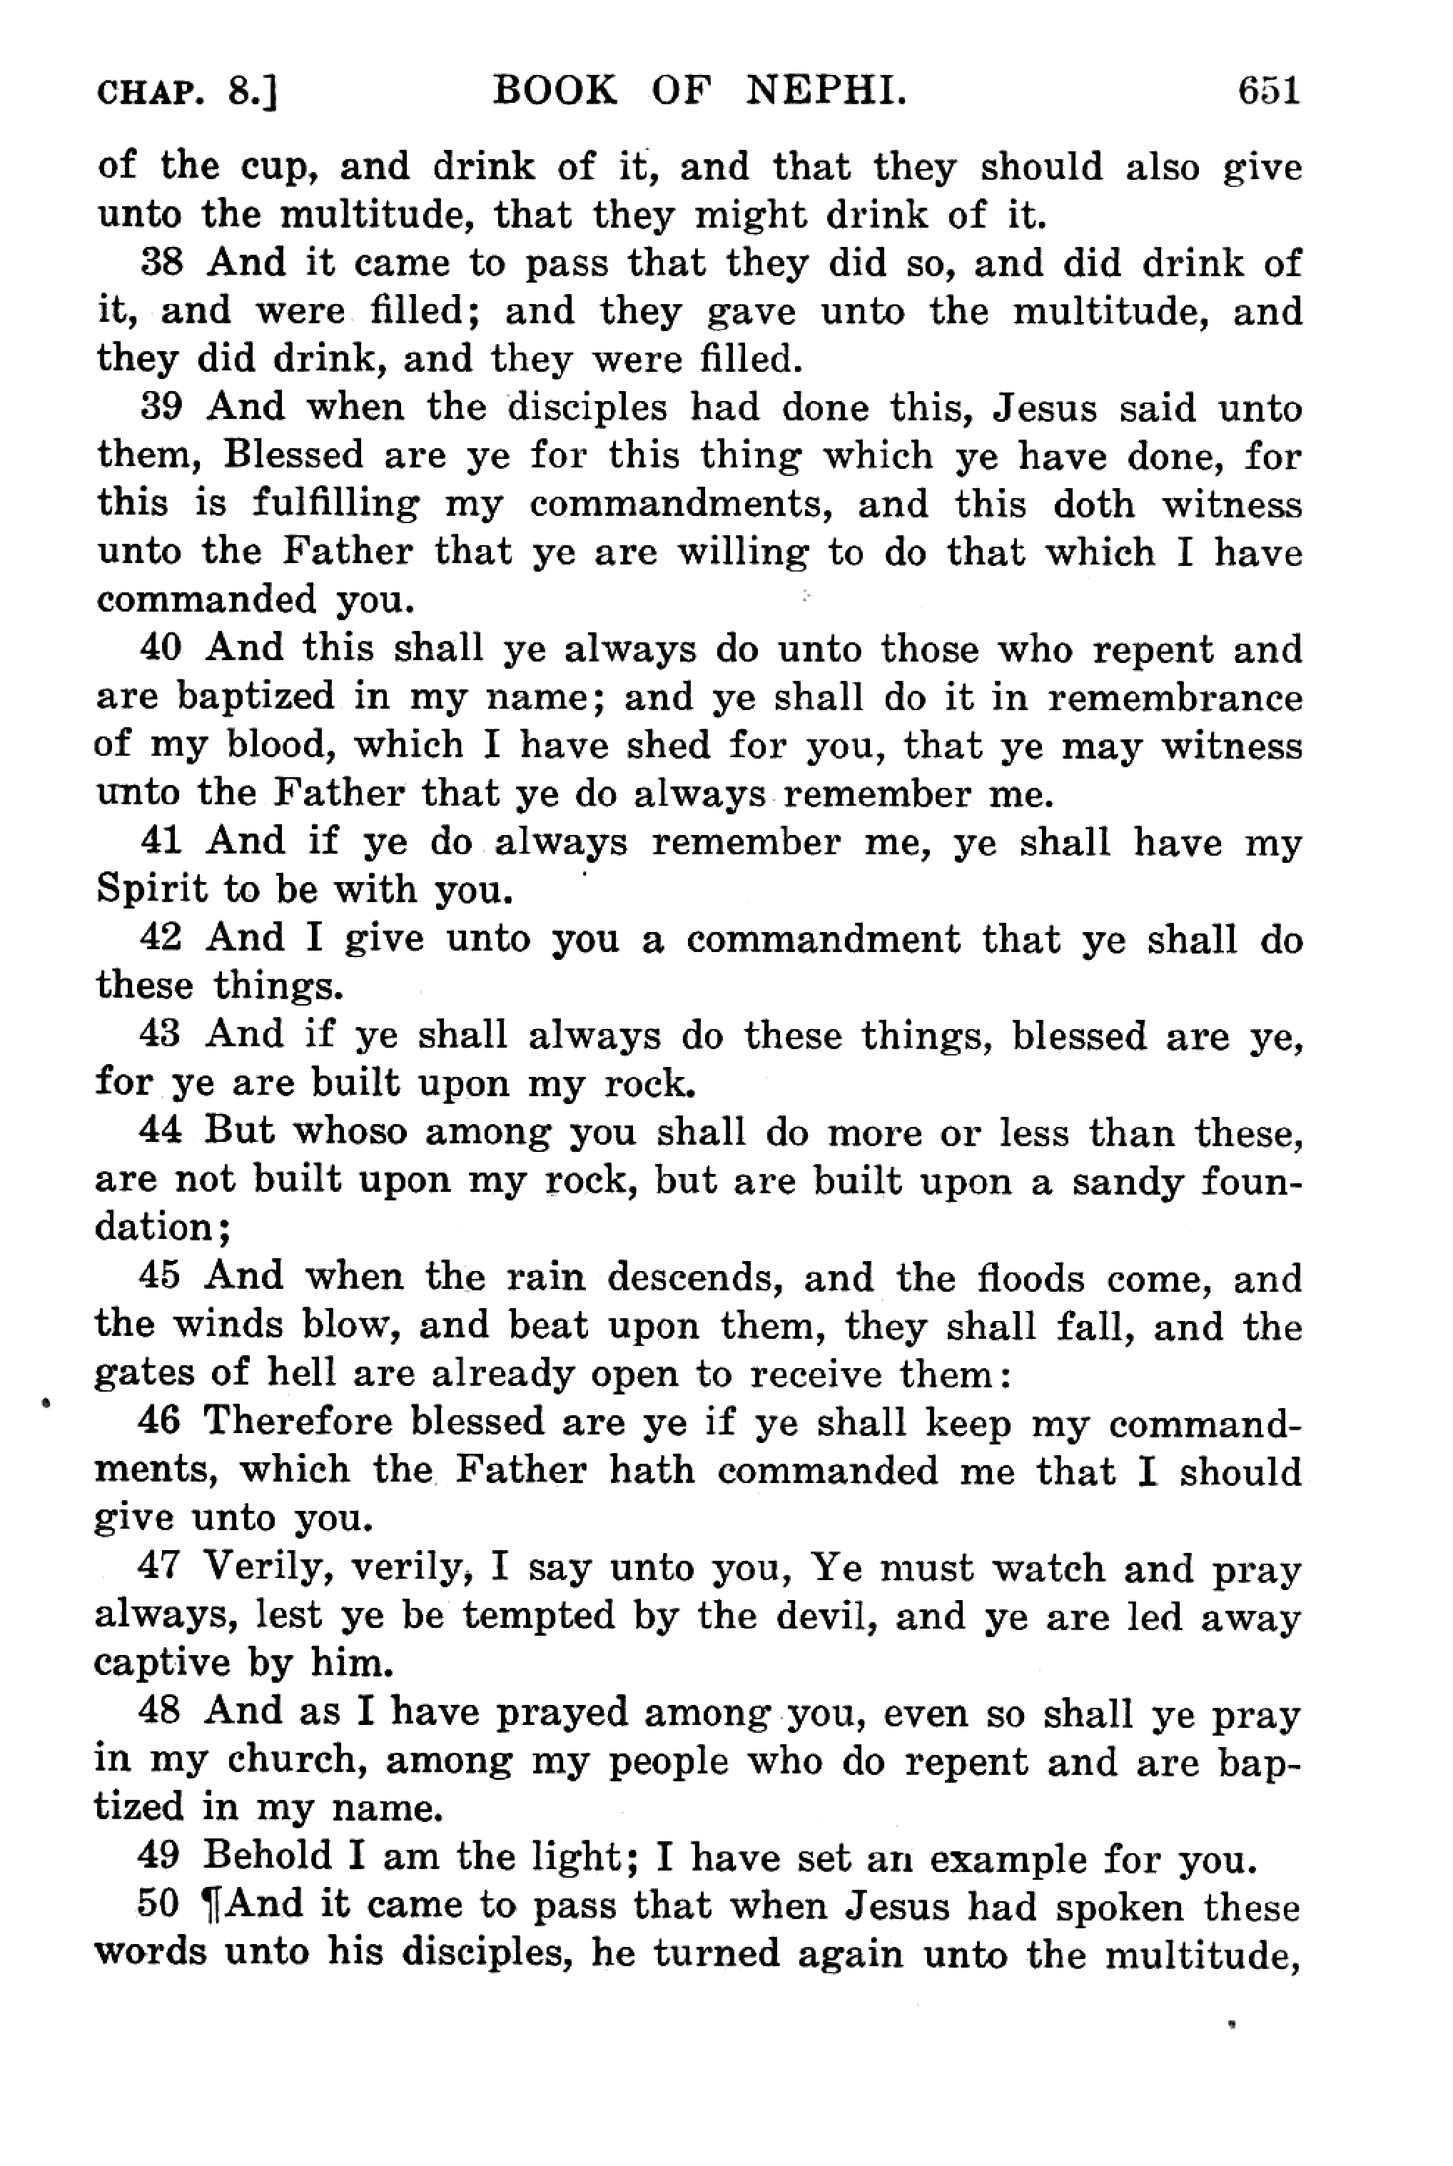 CHAP. 8.] BOOK OF NEPHI. 651
of the cup, and drink of it, and that they should also give
unto the multitude, that they might drink of it.
38 And it came to pass that they did so, and did drink of
it, and were filled; and they gave unto the multitude, and
they did drink, and they were filled.
39 And when the disciples had done this, Jesus said unto
them, Blessed are ye for this thing which ye have done, for
this is fulfilling my commandments, and this doth witness
unto the Father that ye are willing to do that which I have
commanded you.
40 And this shall ye always do unto those who repent and
are baptized in my name; and ye shall do it in remembrance
of my blood, which I have shed for you, that ye may witness
unto the Father that ye do always remember me.
41 And if ye do always remember me, ye shall have my
Spirit to be with you.
42 And I give unto you a commandment that ye shall do
these things.
43 And if ye shall always do these things, blessed are ye,
for ye are built upon my rock.
44 But whoso among you shall do more or less than these,
are not built upon my rock, but are built upon a sandy foun-
dation;
45 And when the rain descends, and the floods come, and
the winds blow, and beat upon them, they shall fall, and the
gates of hell are already open to receive them:
46 Therefore blessed are ye if ye shall keep my command-
ments, which the Father hath commanded me that I should
give unto you.
47 Verily, verily, I say unto you, Ye must watch and pray
always, lest ye be tempted by the devil, and ye are led away
captive by him.
48 And as I have prayed among you, even so shall ye pray
in my church, among my people who do repent and are bap-
tized in my name.
49 Behold I am the light; I have set an example for you.
50 ¶And it came to pass that when Jesus had spoken these
words unto his disciples, he turned again unto the multitude,